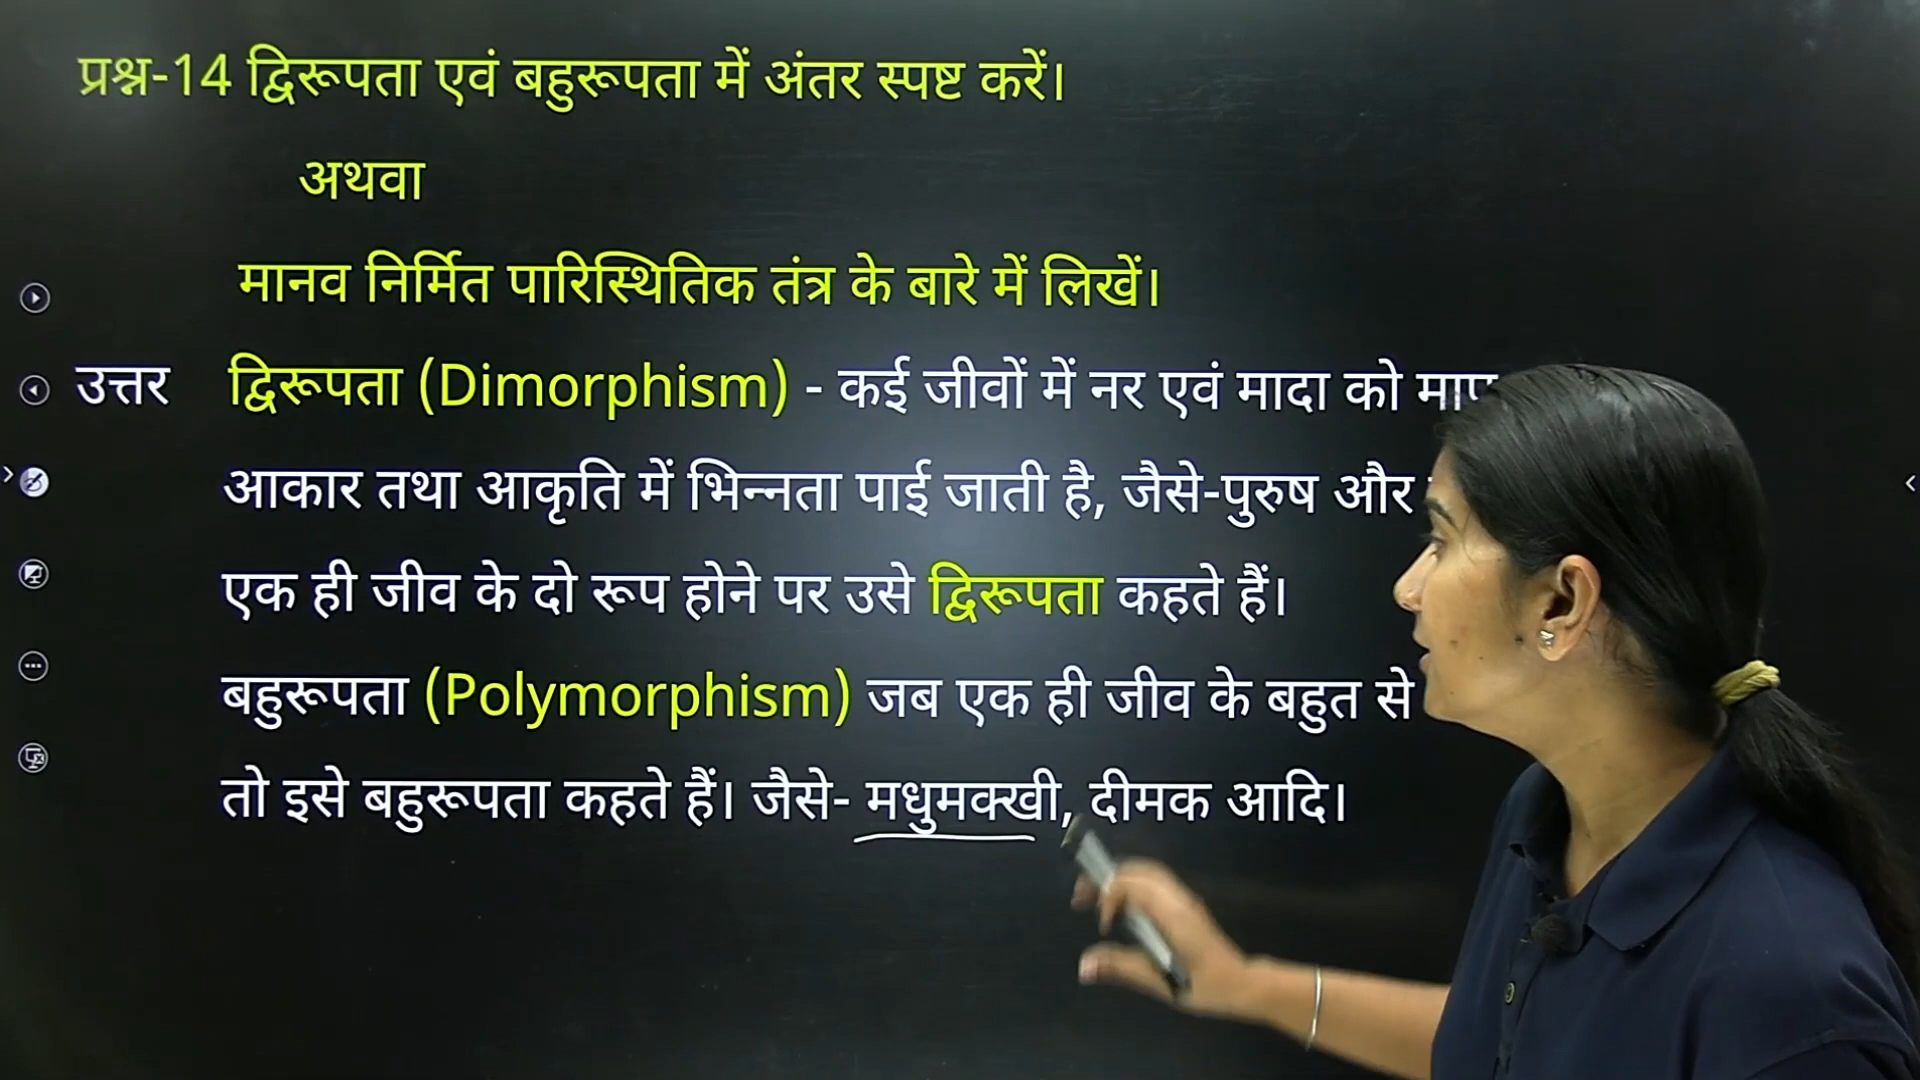 प्रश्न-14 द्विरूपता एवं बहुरूपता में अंतर स्पष्ट करें।
अथवा
मानव निर्मित पारिस्थितिक तंत्र के बारे में लिखें।
उत्तर द्विरूपता (Dimorphism) - कई जीवों में नर एवं मादा को
आकार तथा आकृति में भिन्नता पाई जाती है, जैसे-पुरुष और
एक ही जीव के दो रूप होने पर उसे द्विरूपता कहते हैं।
बहुरूपता (Polymorphism) जब एक ही जीव के बहुत से
तो इसे बहुरूपता कहते हैं। जैसे- मधुमक्खी, दीमक आदि।